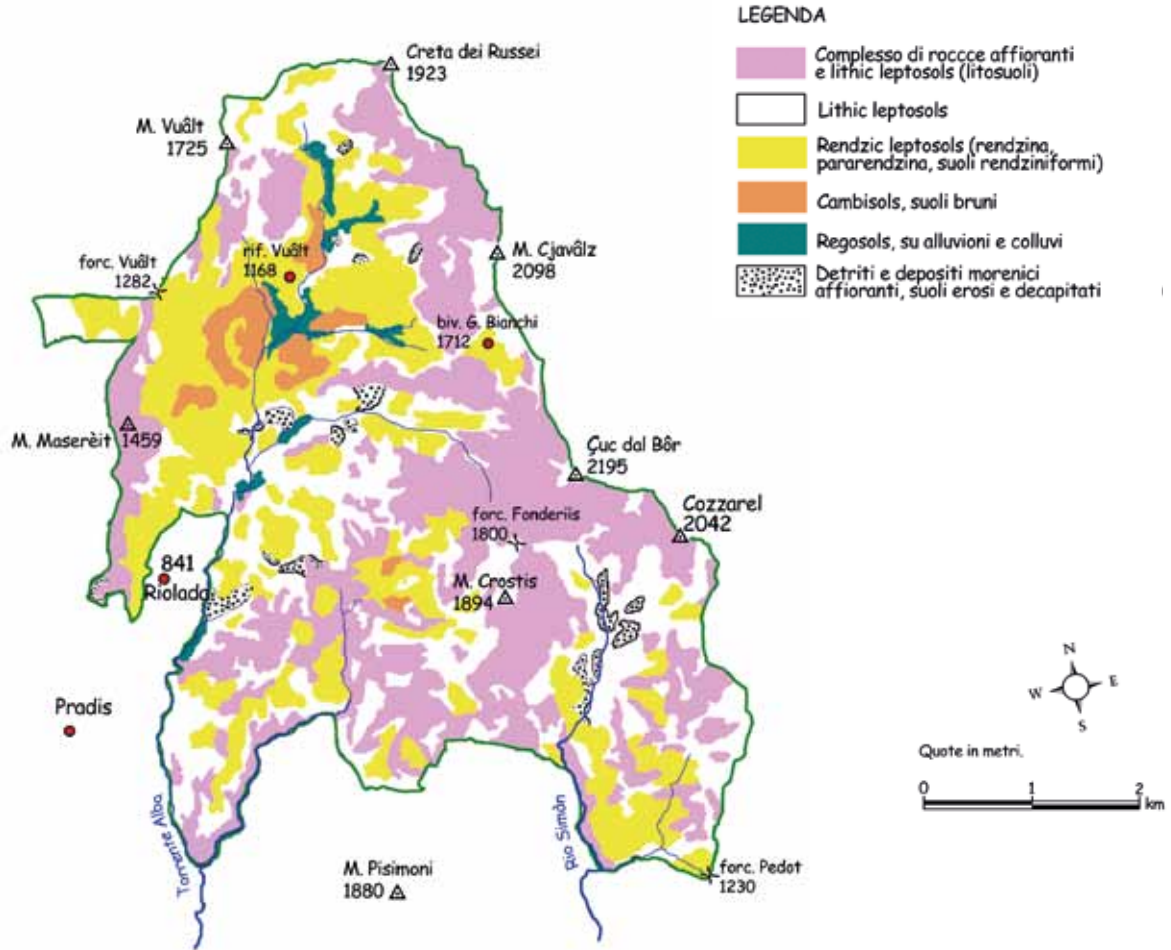 LEGENDA
Complesso di roccce affioranti
e lithic leptosols (litosuoli)
Lithic leptosols
Rendzic leptosols (rendzina,
pararendzina, suoli rendziniformi)
Cambisols, suoli bruni
Regosols, su alluvioni e colluvi
Detriti e depositi morenici
affioranti, suoli erosi e decapitati
Creta dei Russei
1923
M. Vuâlt
1725
rif. Vuâlt
1168
forc. Vuâlt
1282
M. Cjavâlz
2098
biv. G. Bianchi
1712
M. Maserèit 1459
Çuc dal Bôr
2195
Cozzarel
2042
forc. Fonderiis
1800
841
Riolada
M. Crostis
1894
Pradis
Torrente Alba
M. Pisimoni
1880
Rio Simàn
forc. Pedot
1230
N
W E
S
Quote in metri.
0 1 2
km